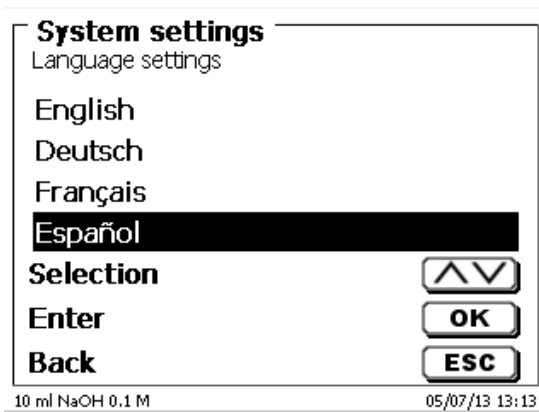 System settings
Language settings
English
Deutsch
Français
Español
Selection
Enter OK
Back ESC
10 ml NaOH 0.1 M 05/07/13 13:13